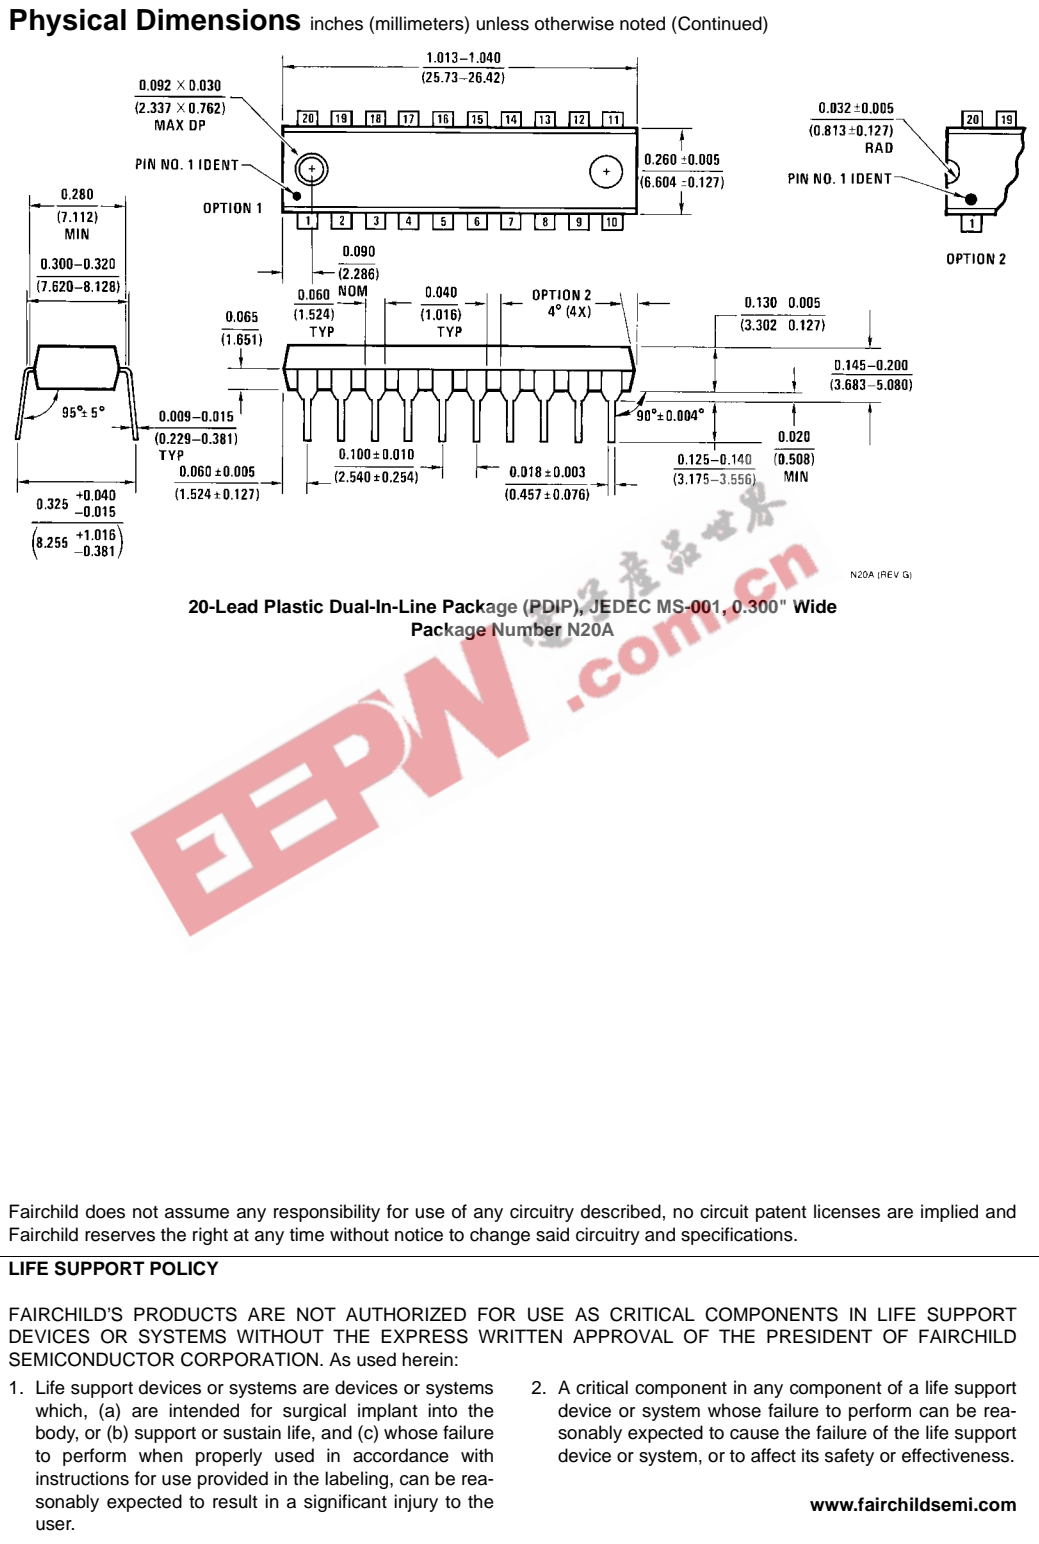 Physical Dimensions inches (millimeters) unless otherwise noted (Continued)
1.013–1.040
(25.73–26.42)
0.092 × 0.030
(2.337 × 0.762)
MAX DP
PIN NO. 1 IDENT
OPTION 1
20 19 18 17 16 15 14 13 12 11
1 2 3 4 5 6 7 8 9 10
0.260 ±0.005
(6.604 ±0.127)
0.032 ±0.005
(0.813 ±0.127)
RAD
PIN NO. 1 IDENT
20 19
1
OPTION 2
0.280
(7.112)
MIN
0.300–0.320
(7.620–8.128)
0.090
(2.286)
NOM
0.060
(1.524)
TYP
0.040
(1.016)
TYP
OPTION 2
4° (4X)
0.065
(1.651)
0.130 0.005
(3.302 0.127)
0.145–0.200
(3.683–5.080)
95°± 5°
0.009–0.015
(0.229–0.381)
TYP
90°±0.004°
0.020
(0.508)
MIN
0.125–0.140
(3.175–3.556)
0.100 ±0.010
(2.540 ±0.254)
0.060 ±0.005
(1.524 ±0.127)
0.018 ±0.003
(0.457 ±0.076)
0.325 +0.040
–0.015
(8.255 +1.016
–0.381)
N20A (REV G)
20-Lead Plastic Dual-In-Line Package (PDIP), JEDEC MS-001, 0.300" Wide
Package Number N20A
EEPW.com.cn
電子產品世界
Fairchild does not assume any responsibility for use of any circuitry described, no circuit patent licenses are implied and
Fairchild reserves the right at any time without notice to change said circuitry and specifications.
LIFE SUPPORT POLICY
FAIRCHILD'S PRODUCTS ARE NOT AUTHORIZED FOR USE AS CRITICAL COMPONENTS IN LIFE SUPPORT
DEVICES OR SYSTEMS WITHOUT THE EXPRESS WRITTEN APPROVAL OF THE PRESIDENT OF FAIRCHILD
SEMICONDUCTOR CORPORATION. As used herein:
1. Life support devices or systems are devices or systems
which, (a) are intended for surgical implant into the
body, or (b) support or sustain life, and (c) whose failure
to perform when properly used in accordance with
instructions for use provided in the labeling, can be rea-
sonably expected to result in a significant injury to the
user.
2. A critical component in any component of a life support
device or system whose failure to perform can be rea-
sonably expected to cause the failure of the life support
device or system, or to affect its safety or effectiveness.
www.fairchildsemi.com